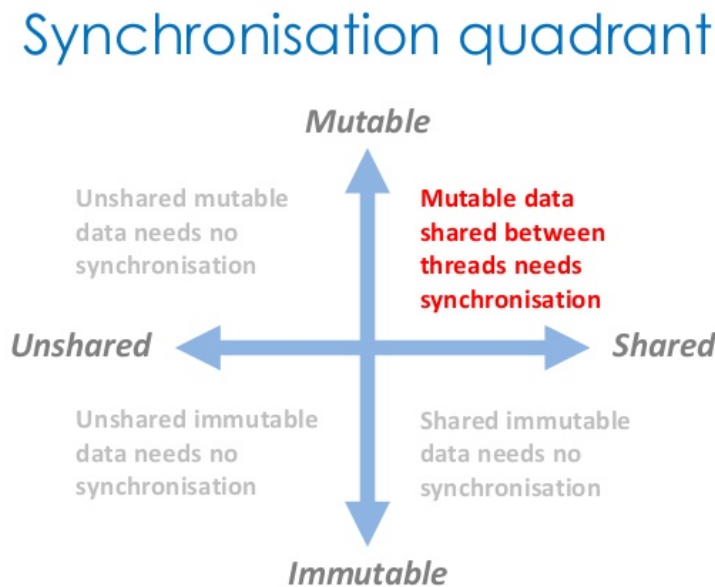 Synchronisation quadrant
Mutable
Unshared mutable
data needs no
synchronisation
Mutable data
shared between
threads needs
synchronisation
Unshared
Shared
Unshared immutable
data needs no
synchronisation
Shared immutable
data needs no
synchronisation
Immutable